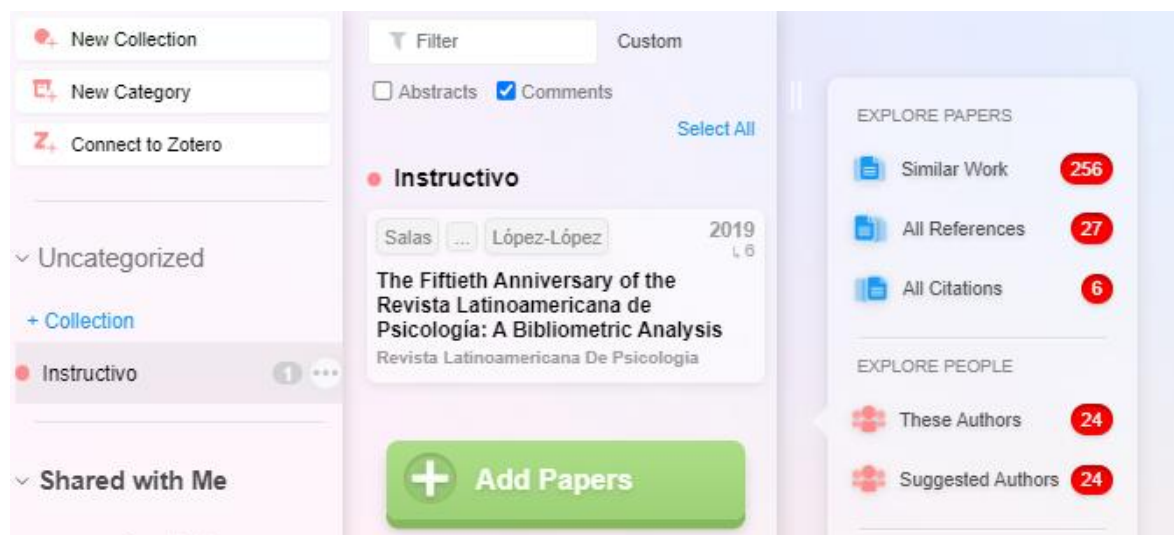 New Collection
New Category
Connect to Zotero
Uncategorized
+ Collection
Instructivo 1 ...
Shared with Me
Filter Custom
Abstracts Comments
Select All
Instructivo
Salas ... López-López 2019
6
The Fiftieth Anniversary of the
Revista Latinoamericana de
Psicología: A Bibliometric Analysis
Revista Latinoamericana De Psicologia
Add Papers
EXPLORE PAPERS
Similar Work 256
All References 27
All Citations 6
EXPLORE PEOPLE
These Authors 24
Suggested Authors 24